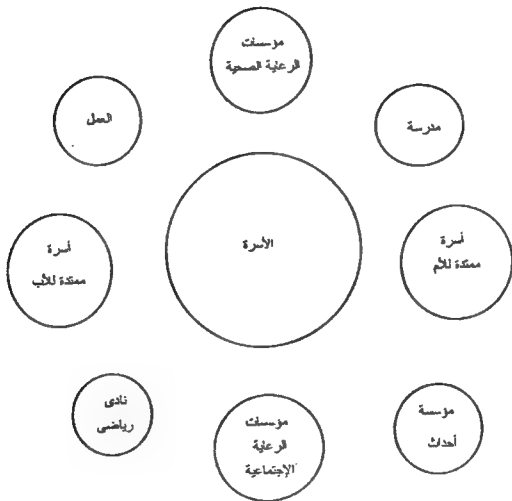 مؤسسات
الرعاية الصحية
مدرسة
العمل
الأسرة
أسرة
ممتدة للأم
أسرة
ممتدة للأب
مؤسسة
أحداث
مؤسسات
الرعاية
الإجتماعية
نادى
رياضى